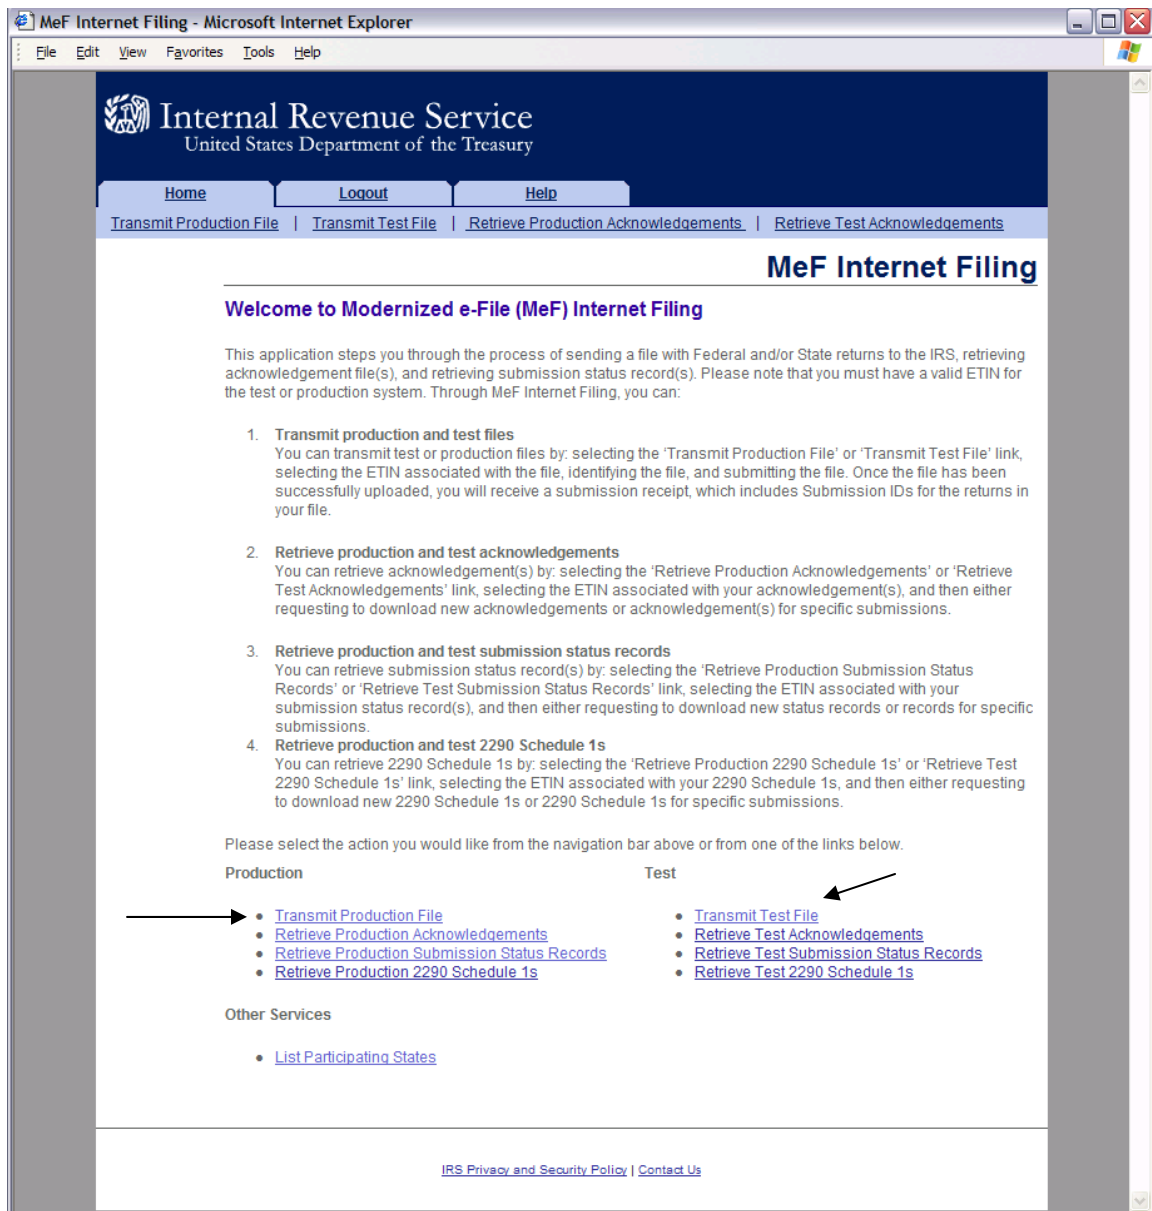 MeF Internet Filing - Microsoft Internet Explorer
File Edit View Favorites Tools Help
Internal Revenue Service
United States Department of the Treasury
Home Logout Help
Transmit Production File | Transmit Test File | Retrieve Production Acknowledgements | Retrieve Test Acknowledgements
MeF Internet Filing
Welcome to Modernized e-File (MeF) Internet Filing
This application steps you through the process of sending a file with Federal and/or State returns to the IRS, retrieving
acknowledgement file(s), and retrieving submission status record(s). Please note that you must have a valid ETIN for
the test or production system. Through MeF Internet Filing, you can:
1. Transmit production and test files
You can transmit test or production files by: selecting the ‘Transmit Production File’ or ‘Transmit Test File’ link,
selecting the ETIN associated with the file, identifying the file, and submitting the file. Once the file has been
successfully uploaded, you will receive a submission receipt, which includes Submission IDs for the returns in
your file.
2. Retrieve production and test acknowledgements
You can retrieve acknowledgement(s) by: selecting the ‘Retrieve Production Acknowledgements’ or ‘Retrieve
Test Acknowledgements’ link, selecting the ETIN associated with your acknowledgement(s), and then either
requesting to download new acknowledgements or acknowledgement(s) for specific submissions.
3. Retrieve production and test submission status records
You can retrieve submission status record(s) by: selecting the ‘Retrieve Production Submission Status
Records’ or ‘Retrieve Test Submission Status Records’ link, selecting the ETIN associated with your
submission status record(s), and then either requesting to download new status records or records for specific
submissions.
4. Retrieve production and test 2290 Schedule 1s
You can retrieve 2290 Schedule 1s by: selecting the ‘Retrieve Production 2290 Schedule 1s’ or ‘Retrieve Test
2290 Schedule 1s’ link, selecting the ETIN associated with your 2290 Schedule 1s, and then either requesting
to download new 2290 Schedule 1s or 2290 Schedule 1s for specific submissions.
Please select the action you would like from the navigation bar above or from one of the links below.
Production
• Transmit Production File
• Retrieve Production Acknowledgements
• Retrieve Production Submission Status Records
• Retrieve Production 2290 Schedule 1s
Test
• Transmit Test File
• Retrieve Test Acknowledgements
• Retrieve Test Submission Status Records
• Retrieve Test 2290 Schedule 1s
Other Services
• List Participating States
IRS Privacy and Security Policy | Contact Us